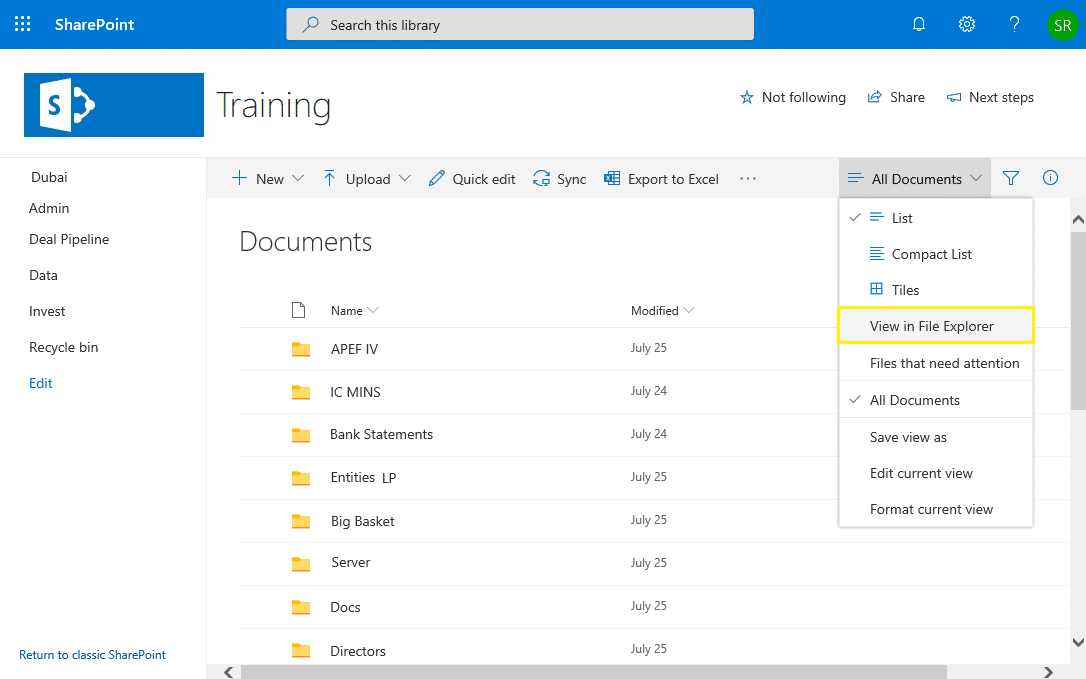 SharePoint
Search this library
?
SR
S
Training
Not following
Share
Next steps
Dubai
Admin
Deal Pipeline
Data
Invest
Recycle bin
Edit
Return to classic SharePoint
New
Upload
Quick edit
Sync
Export to Excel
...
All Documents
List
Compact List
Tiles
View in File Explorer
Files that need attention
All Documents
Save view as
Edit current view
Format current view
Documents
Name Modified
APEF IV July 25
IC MINS July 24
Bank Statements July 24
Entities LP July 25
Big Basket July 25
Server July 25
Docs July 25
Directors July 25